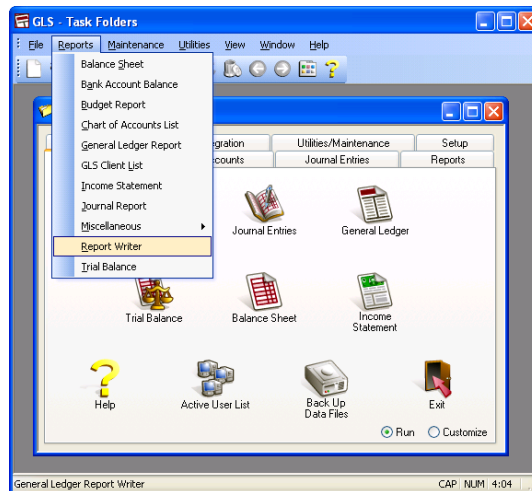 GLS - Task Folders
File Reports Maintenance Utilities View Window Help
Balance Sheet
Bank Account Balance
Budget Report
Chart of Accounts List
General Ledger Report
GLS Client List
Income Statement
Journal Report
Miscellaneous
Report Writer
Trial Balance
Utilities/Maintenance Setup
Journal Entries Reports
Journal Entries General Ledger
Trial Balance Balance Sheet Income
Statement
Help Active User List Back Up
Data Files Exit
Run Customize
General Ledger Report Writer CAP NUM 4:04